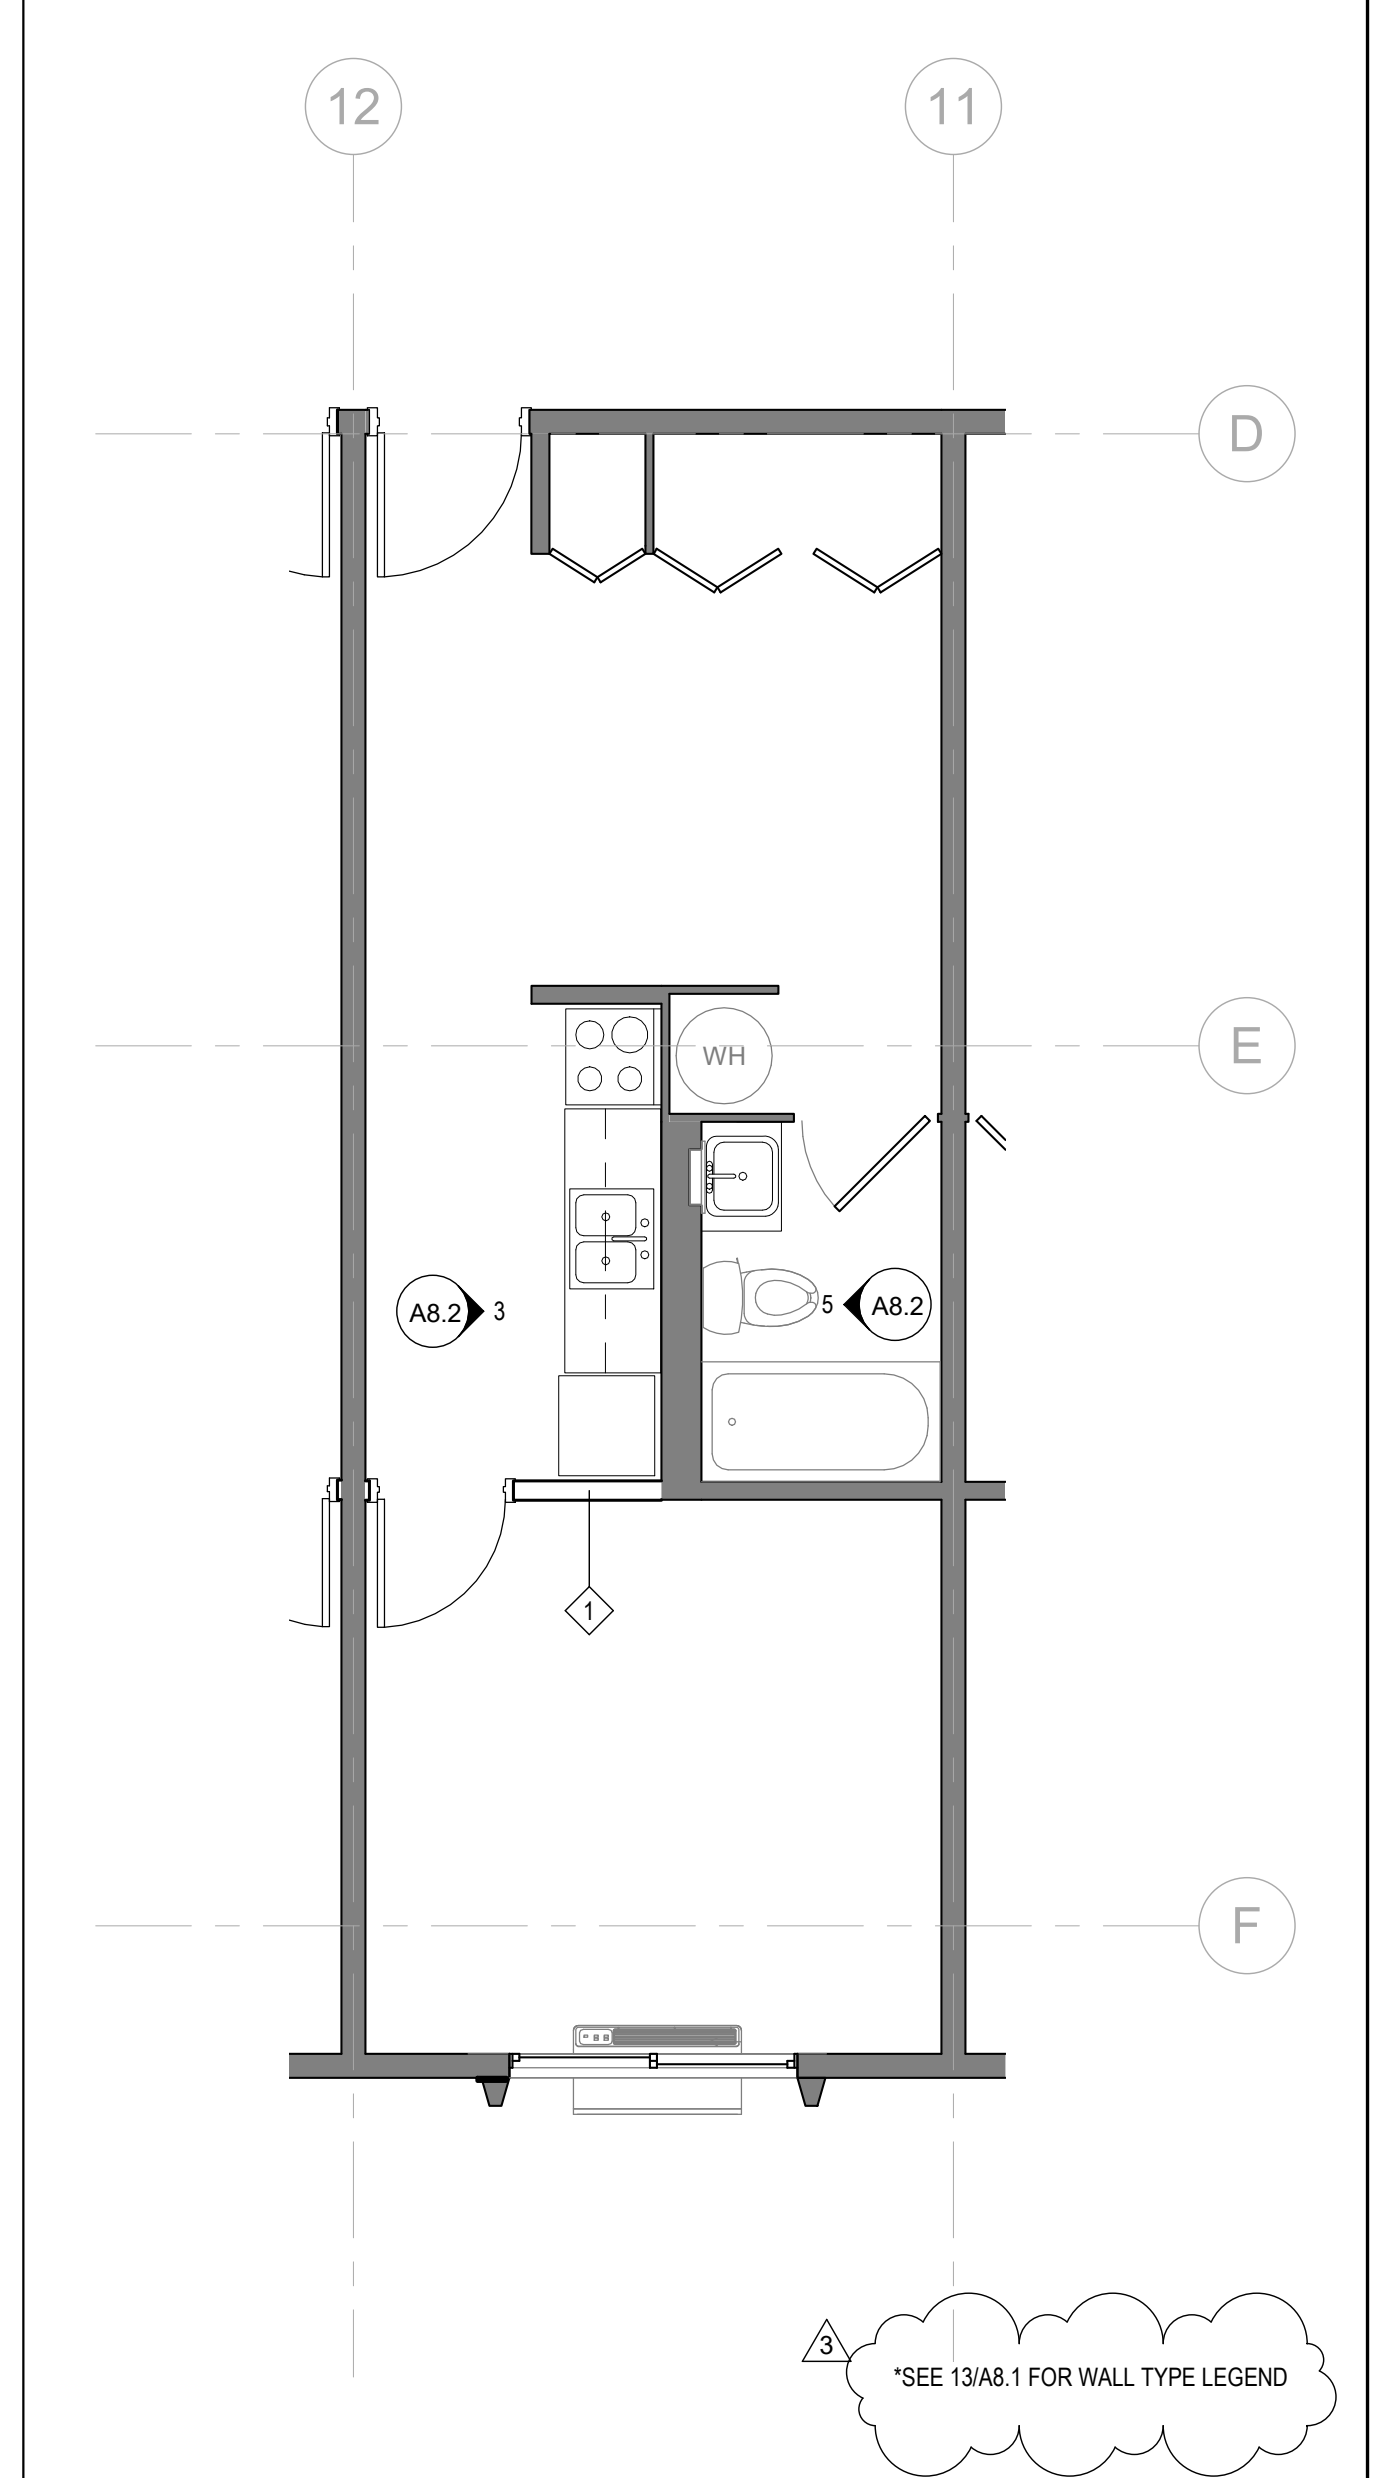 12
11
D
WH
E
A8.2 3
5 A8.2
1
F
3
*SEE 13/A8.1 FOR WALL TYPE LEGEND